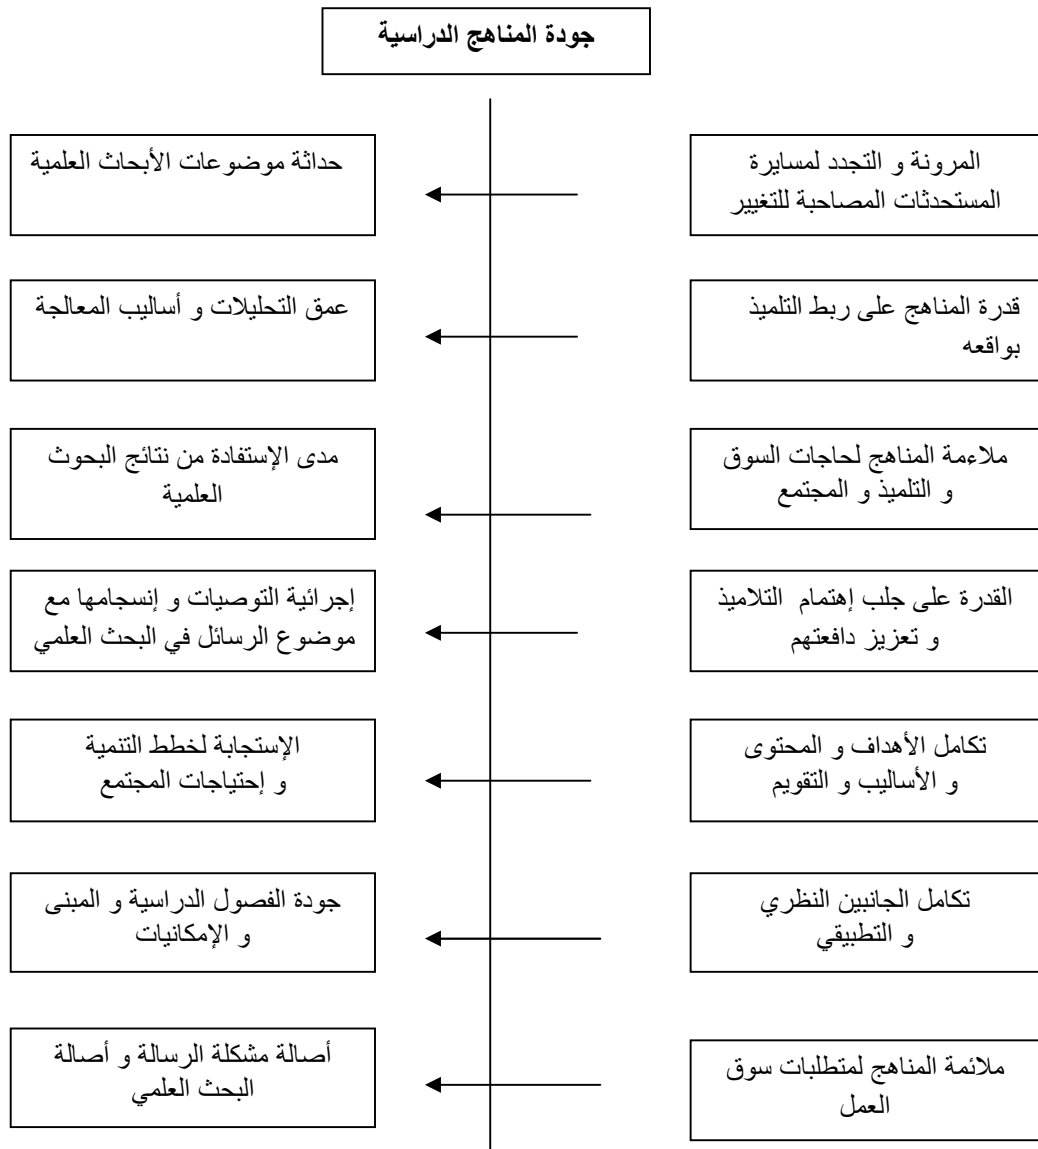 جودة المناهج الدراسية
المرونة و التجدد لمسايرة
المستحدثات المصاحبة للتغيير
حداثة موضوعات الأبحاث العلمية
قدرة المناهج على ربط التلميذ
بواقعه
عمق التحليلات و أساليب المعالجة
ملاءمة المناهج لحاجات السوق
و التلميذ و المجتمع
مدى الإستفادة من نتائج البحوث
العلمية
القدرة على جلب إهتمام التلاميذ
و تعزيز دافعتهم
إجرائية التوصيات و إنسجامها مع
موضوع الرسائل في البحث العلمي
تكامل الأهداف و المحتوى
و الأساليب و التقويم
الإستجابة لخطط التنمية
و إحتياجات المجتمع
تكامل الجانبين النظري
و التطبيقي
جودة الفصول الدراسية و المبنى
و الإمكانيات
ملائمة المناهج لمتطلبات سوق
العمل
أصالة مشكلة الرسالة و أصالة
البحث العلمي